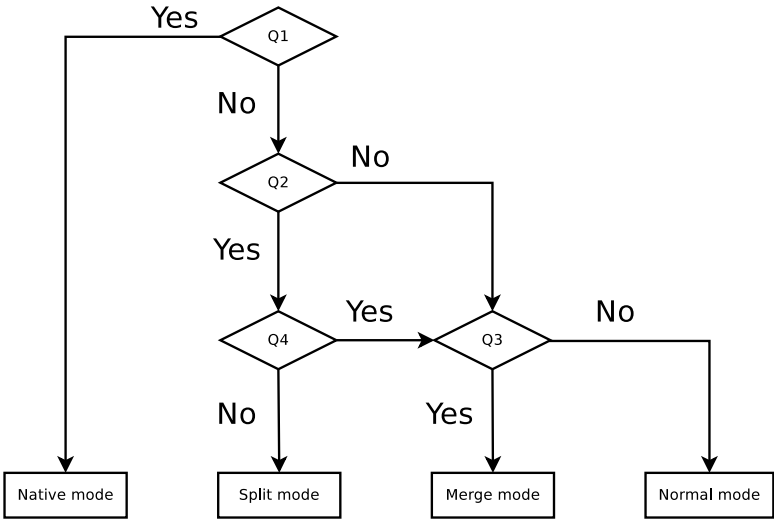 Yes
Q1
No
Q2
No
Yes
Q4
Yes
Q3
No
No
Yes
Native mode
Split mode
Merge mode
Normal mode